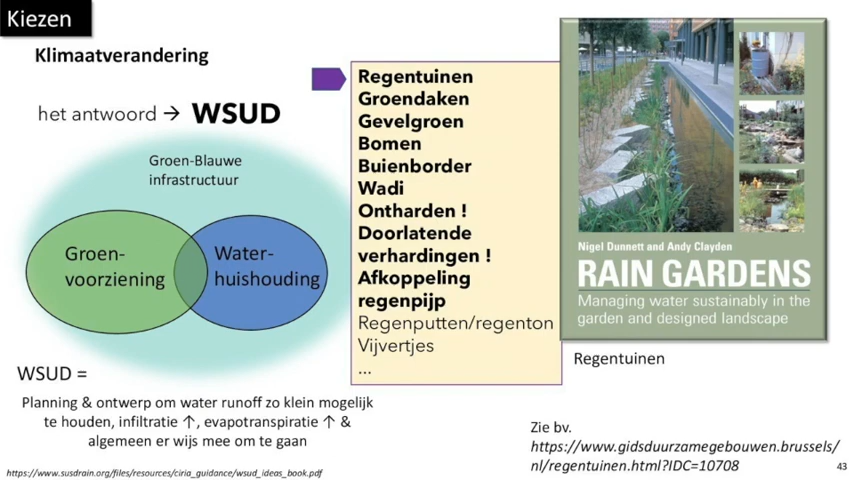 Kiezen
Klimaatverandering
het antwoord → WSUD
Groen-Blauwe
infrastructuur
Groen-
voorziening
Water-
huishouding
WSUD =
Planning & ontwerp om water runoff zo klein mogelijk
te houden, infiltratie ↑, evapotranspiratie ↑ &
algemeen er wijs mee om te gaan
https://www.susdrain.org/files/resources/ciria_guidance/wsud_ideas_book.pdf
Regentuinen
Groendaken
Gevelgroen
Bomen
Buienborder
Wadi
Ontharden !
Doorlatende
verhardingen !
Afkoppeling
regenpijp
Regenputten/regenton
Vijvertjes
...
Nigel Dunnett and Andy Clayden
RAIN GARDENS
Managing water sustainably in the
garden and designed landscape
Regentuinen
Zie bv.
https://www.gidsduurzamegebouwen.brussels/
nl/regentuinen.html?IDC=10708
43